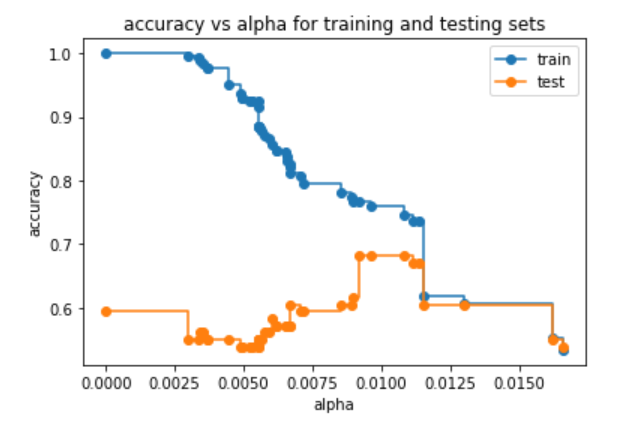 accuracy vs alpha for training and testing sets
train
test
1.0
0.9
0.8
0.7
0.6
accuracy
0.0000 0.0025 0.0050 0.0075 0.0100 0.0125 0.0150
alpha